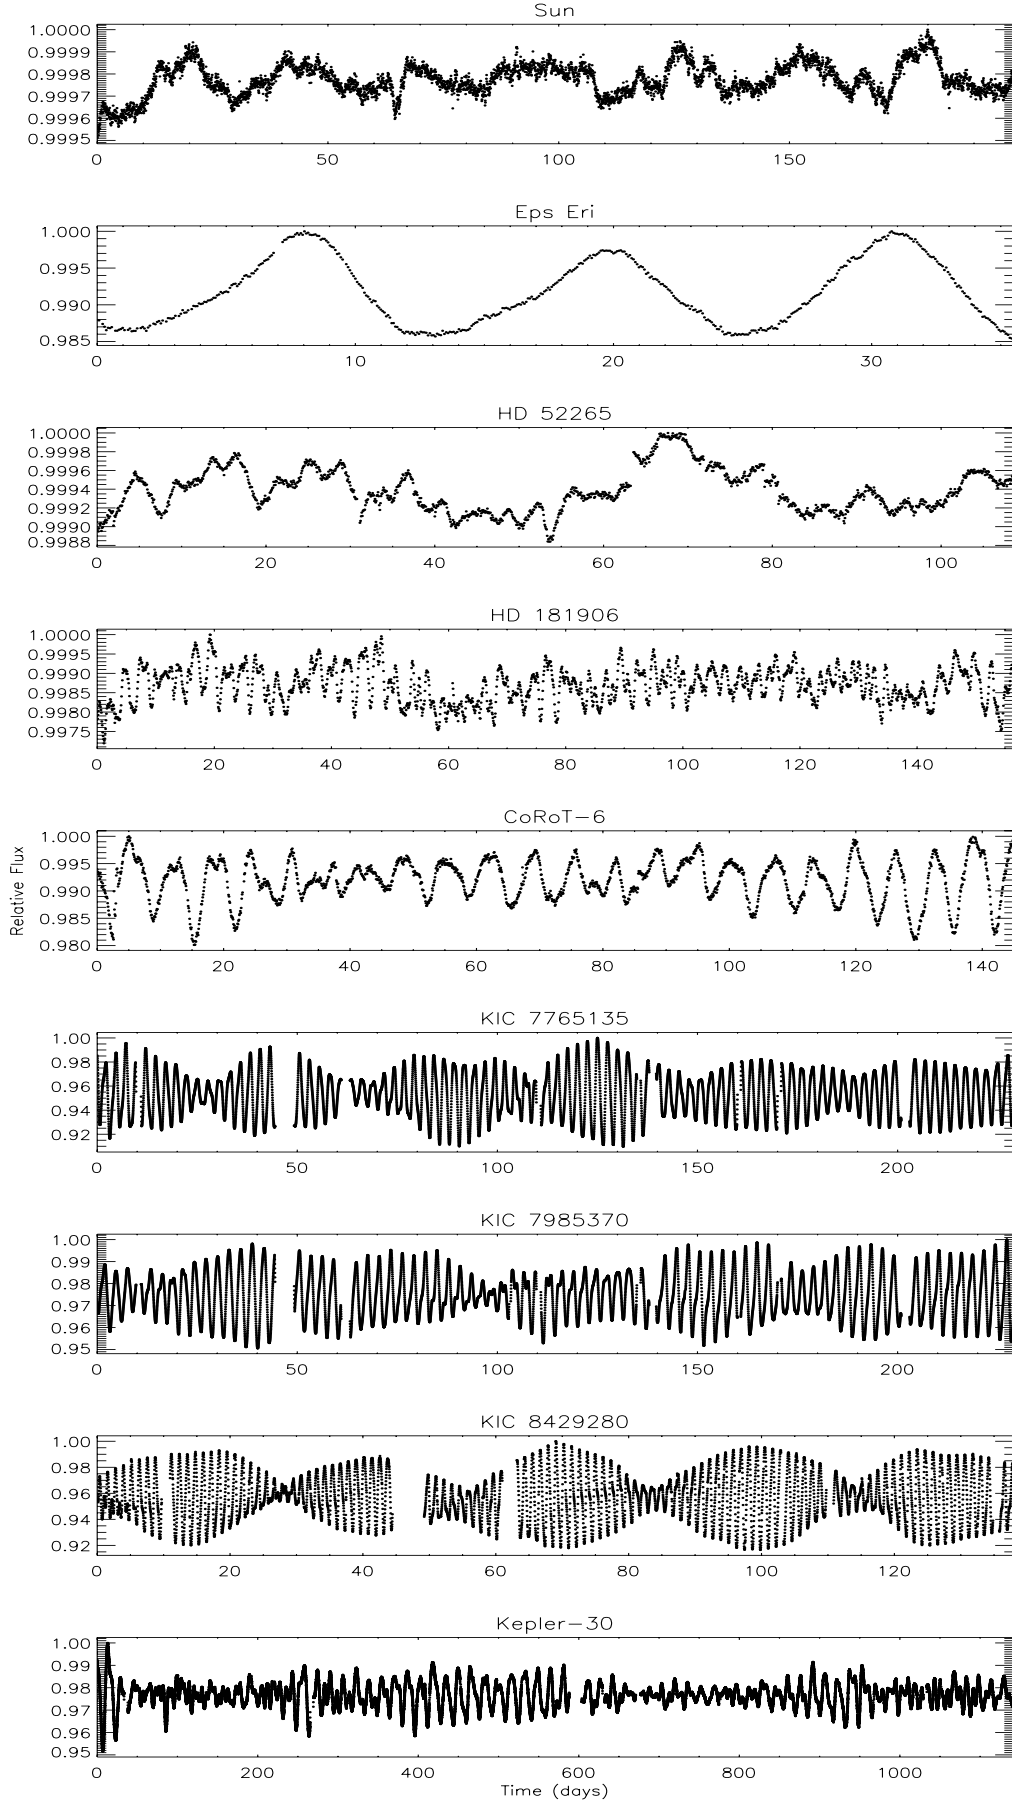 Sun
1.0000
0.9999
0.9998
0.9997
0.9996
0.9995
0 50 100 150
Eps Eri
1.000
0.995
0.990
0.985
0 10 20 30
HD 52265
1.0000
0.9998
0.9996
0.9994
0.9992
0.9990
0.9988
0 20 40 60 80 100
HD 181906
1.0000
0.9995
0.9990
0.9985
0.9980
0.9975
0 20 40 60 80 100 120 140
CoRoT-6
1.000
0.995
0.990
0.985
0.980
Relative Flux
0 20 40 60 80 100 120 140
KIC 7765135
1.00
0.98
0.96
0.94
0.92
0 50 100 150 200
KIC 7985370
1.00
0.99
0.98
0.97
0.96
0.95
0 50 100 150 200
KIC 8429280
1.00
0.98
0.96
0.94
0.92
0 20 40 60 80 100 120
Kepler-30
1.00
0.99
0.98
0.97
0.96
0.95
0 200 400 600 800 1000
Time (days)